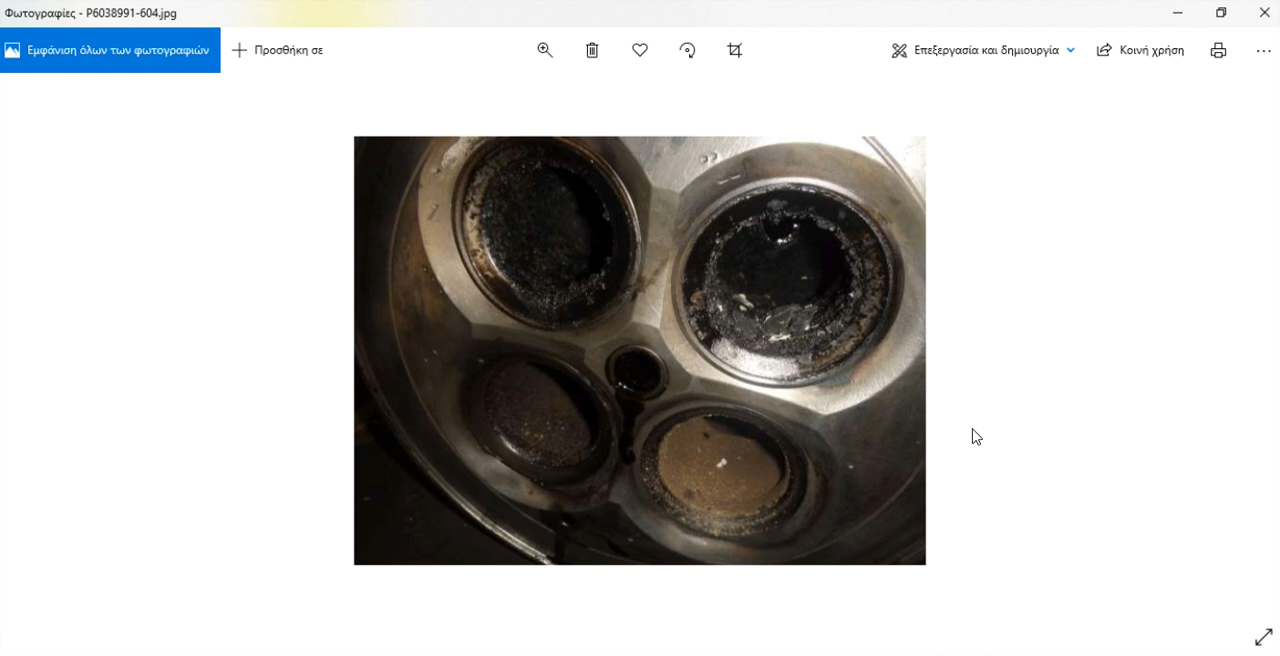 Φωτογραφίες - P6038991-604.jpg
Εμφάνιση όλων των φωτογραφιών
Προσθήκη σε
Επεξεργασία και δημιουργία
Κοινή χρήση